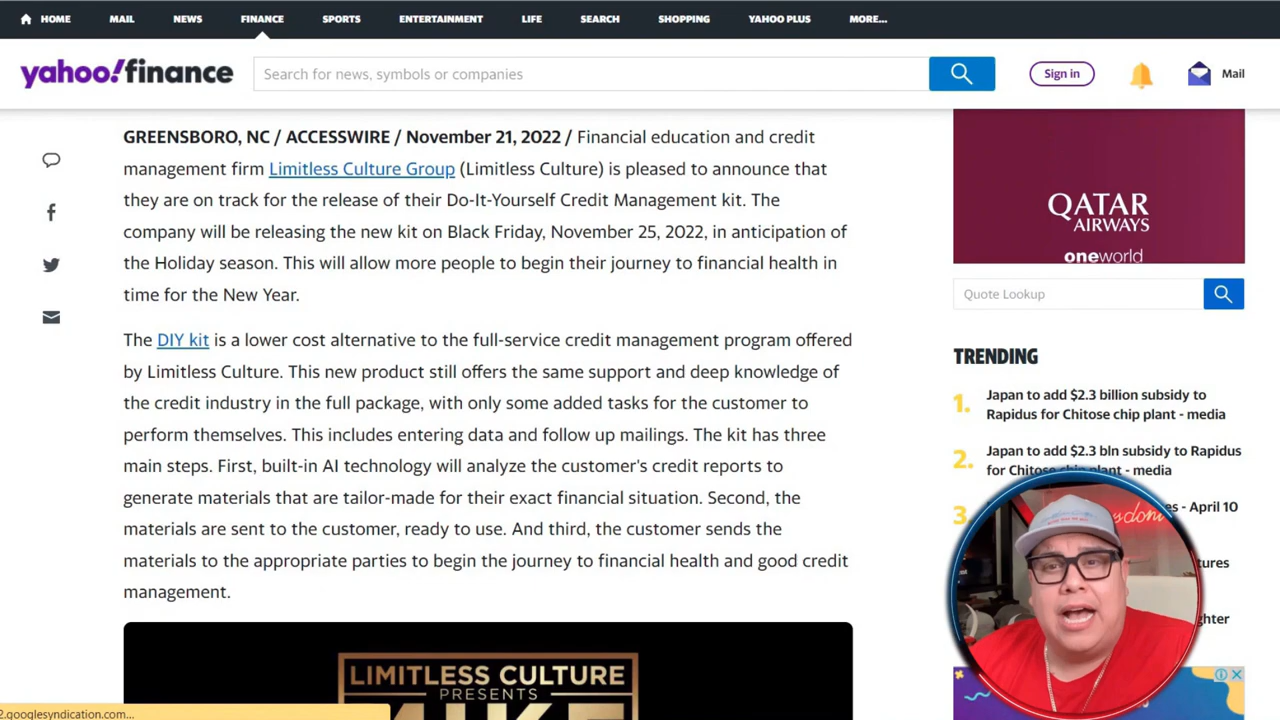 HOME MAIL NEWS FINANCE SPORTS ENTERTAINMENT LIFE SEARCH SHOPPING YAHOO PLUS MORE...
yahoo!finance
Search for news, symbols or companies
Sign in
Mail
GREENSBORO, NC / ACCESSWIRE / November 21, 2022 / Financial education and credit
management firm Limitless Culture Group (Limitless Culture) is pleased to announce that
they are on track for the release of their Do-It-Yourself Credit Management kit. The
company will be releasing the new kit on Black Friday, November 25, 2022, in anticipation of
the Holiday season. This will allow more people to begin their journey to financial health in
time for the New Year.
The DIY kit is a lower cost alternative to the full-service credit management program offered
by Limitless Culture. This new product still offers the same support and deep knowledge of
the credit industry in the full package, with only some added tasks for the customer to
perform themselves. This includes entering data and follow up mailings. The kit has three
main steps. First, built-in AI technology will analyze the customer's credit reports to
generate materials that are tailor-made for their exact financial situation. Second, the
materials are sent to the customer, ready to use. And third, the customer sends the
materials to the appropriate parties to begin the journey to financial health and good credit
management.
LIMITLESS CULTURE
PRESENTS
MIKE
QATAR
AIRWAYS
oneworld
Quote Lookup
TRENDING
1. Japan to add $2.3 billion subsidy to
Rapidus for Chitose chip plant - media
2. Japan to add $2.3 bln subsidy to Rapidus
for Chitose chip plant - media
3.
- April 10
2.googlesyndication.com...